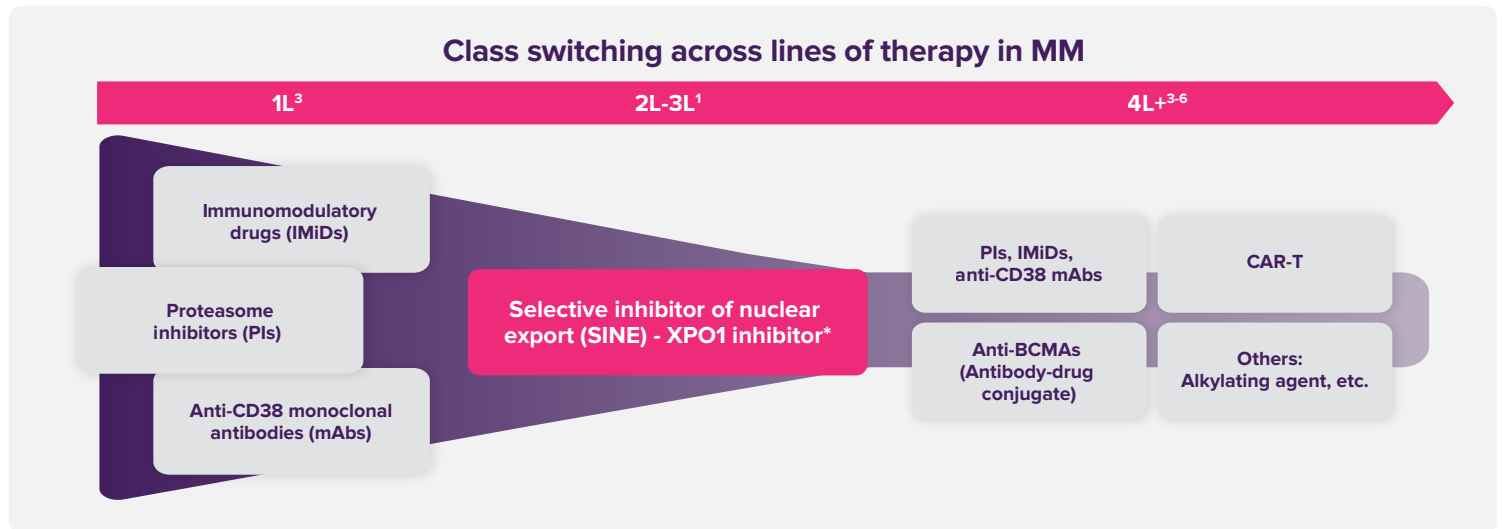 Class switching across lines of therapy in MM
1L³
2L-3L¹
4L+³⁻⁶
Immunomodulatory
drugs (IMiDs)
Proteasome
inhibitors (PIs)
Anti-CD38 monoclonal
antibodies (mAbs)
Selective inhibitor of nuclear
export (SINE) - XPO1 inhibitor*
PIs, IMiDs,
anti-CD38 mAbs
CAR-T
Anti-BCMAs
(Antibody-drug
conjugate)
Others:
Alkylating agent, etc.